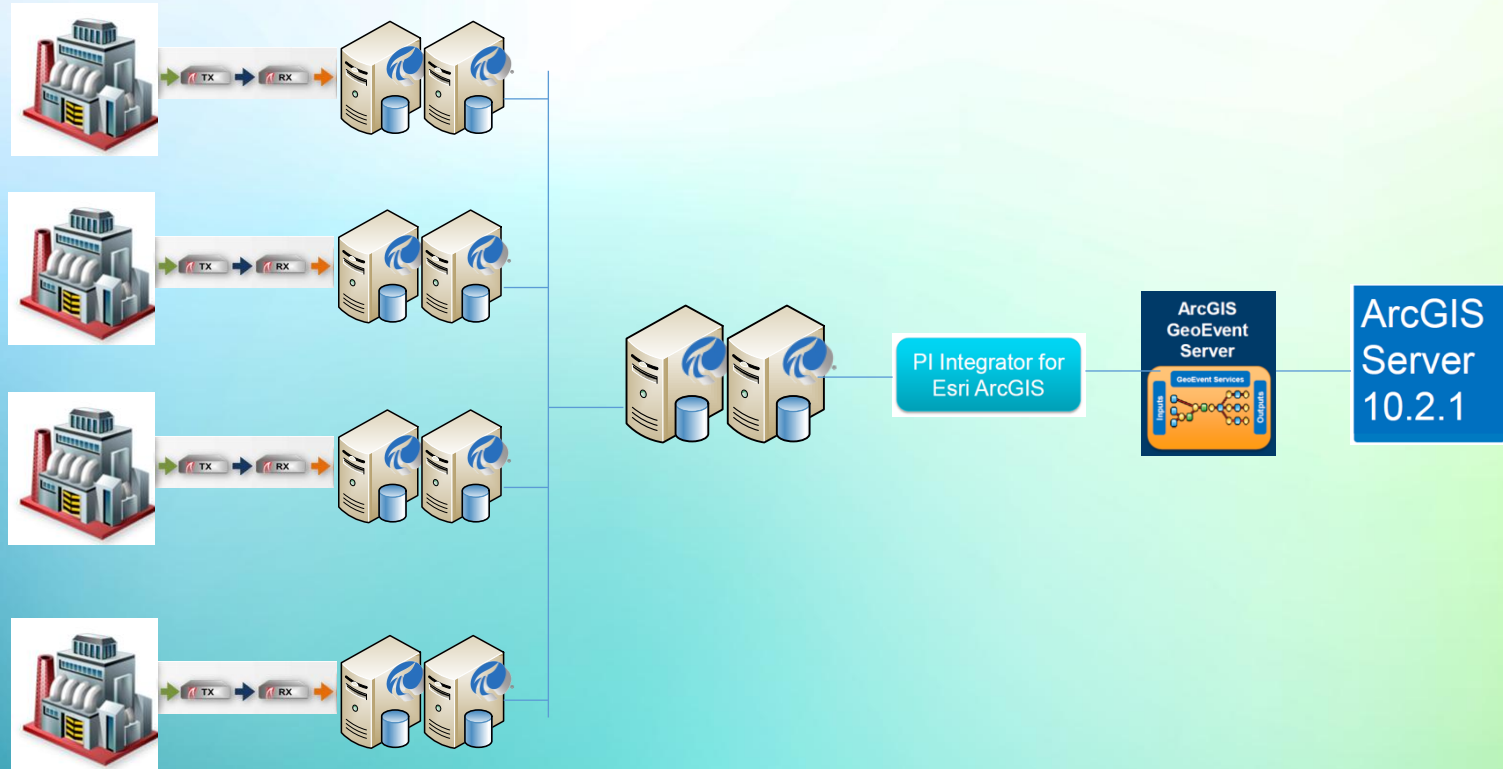 TX RX
TX RX
TX RX
TX RX
PI Integrator for
Esri ArcGIS
ArcGIS
GeoEvent
Server
GeoEvent Services
Inputs
Outputs
ArcGIS
Server
10.2.1